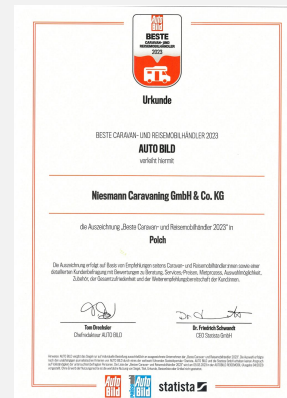 Auto
Bild
BESTE
CARAVAN- UND
REISEMOBILHÄNDLER
2023
Urkunde
BESTE CARAVAN- UND REISEMOBILHÄNDLER 2023
AUTO BILD
verleiht hiermit
Niesmann Caravaning GmbH & Co. KG
die Auszeichnung „Beste Caravan- und Reisemobilhändler 2023" in
Polch
Die Auszeichnung erfolgt auf Basis von Empfehlungen seitens Caravan- und Reisemobilhändler:innen sowie einer
detaillierten Kundenbefragung mit Bewertungen zu Beratung, Services/Preisen, Mietprozess, Auswahlmöglichkeit,
Zubehör, der Gesamtzufriedenheit und der Weiterempfehlungsbereitschaft der Kund:innen.
Tom Drechsler
Chefredakteur AUTO BILD
Dr. Friedrich Schwandt
CEO Statista GmbH
Auto
Bild
Auto
Bild
statista